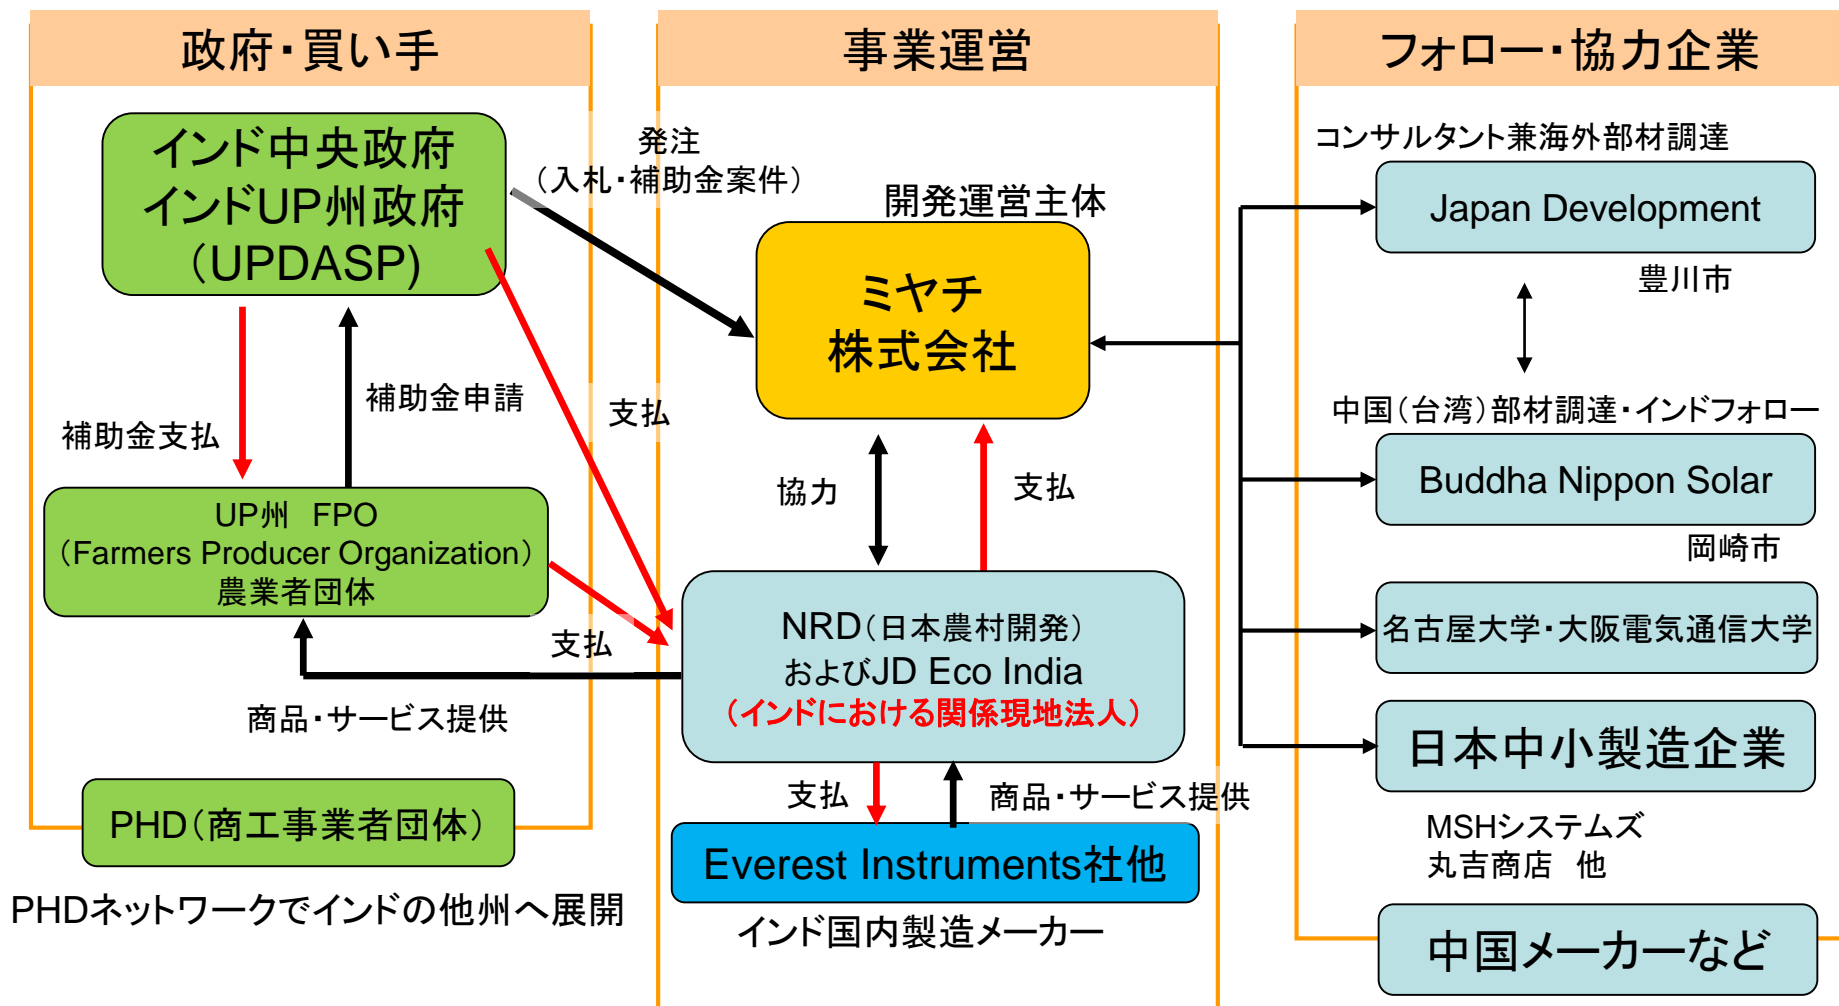 政府・買い手
インド中央政府
インドUP州政府
（UPDASP)
補助金支払
補助金申請
UP州　FPO
（Farmers Producer Organization）
農業者団体
支払
商品・サービス提供
PHD（商工事業者団体）
PHDネットワークでインドの他州へ展開
事業運営
発注
（入札・補助金案件）
開発運営主体
ミヤチ
株式会社
支払
協力
支払
NRD（日本農村開発）
およびJD Eco India
（インドにおける関係現地法人）
支払
商品・サービス提供
Everest Instruments社他
インド国内製造メーカー
フォロー・協力企業
コンサルタント兼海外部材調達
Japan Development
豊川市
中国（台湾）部材調達・インドフォロー
Buddha Nippon Solar
岡崎市
名古屋大学・大阪電気通信大学
日本中小製造企業
MSHシステムズ
丸吉商店　他
中国メーカーなど